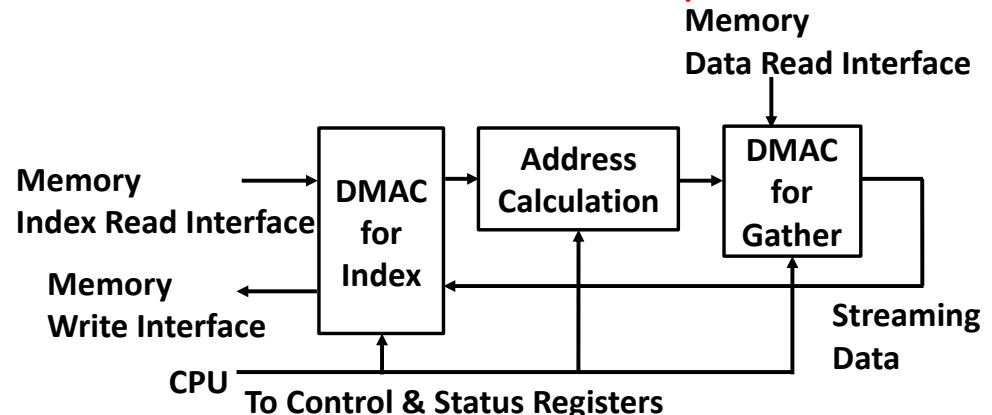 Memory
Data Read Interface
DMAC
for
Gather
Address
Calculation
DMAC
for
Index
Memory
Index Read Interface
Memory
Write Interface
Streaming
Data
CPU
To Control & Status Registers